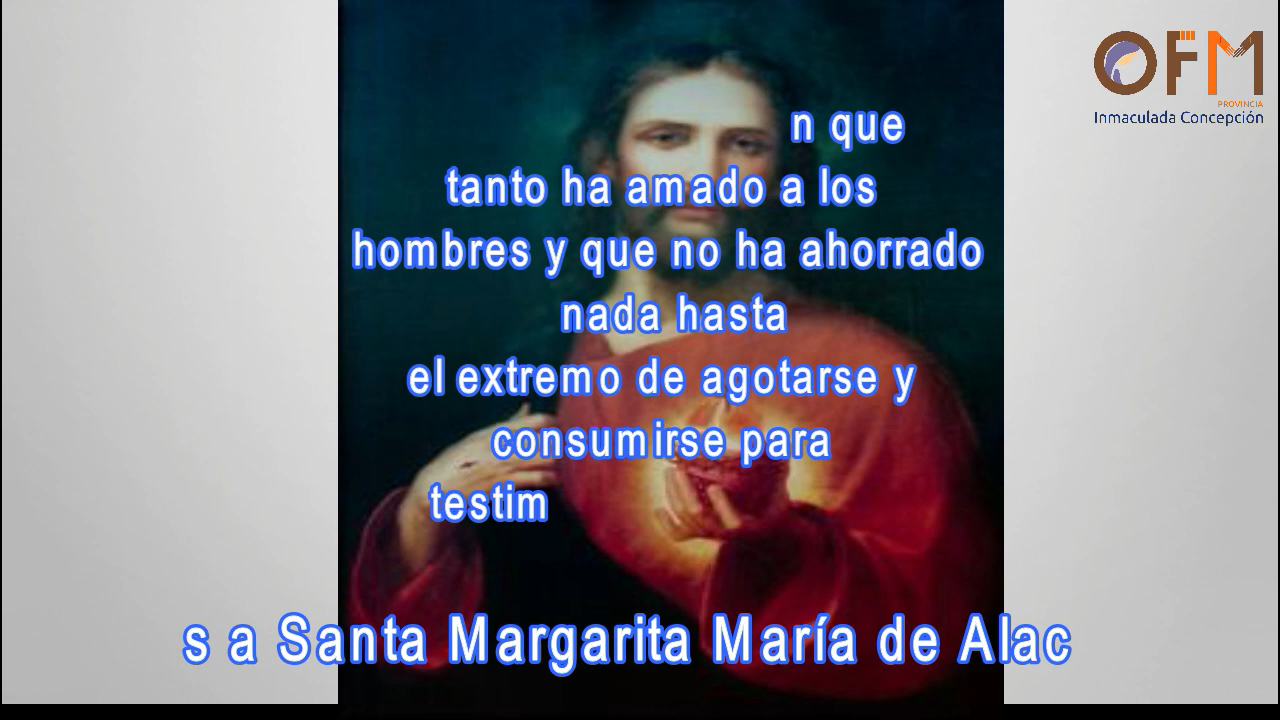 OFM
PROVINCIA
Inmaculada Concepción
n que
tanto ha amado a los
hombres y que no ha ahorrado
nada hasta
el extremo de agotarse y
consumirse para
testim
s a Santa Margarita María de Alac